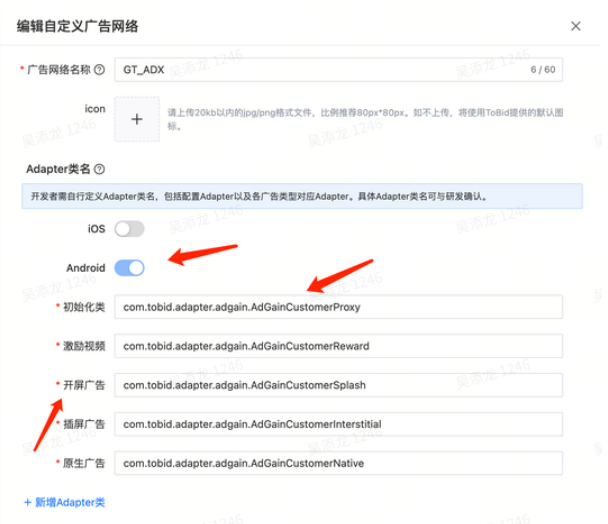 编辑自定义广告网络
* 广告网络名称
GT_ADX
6 / 60
icon
请上传20kb以内的jpg/png格式文件，比例推荐80px*80px。如不上传，将使用ToBid提供的默认图
标。
Adapter类名
开发者需自行定义Adapter类名，包括配置Adapter以及各广告类型对应Adapter。具体Adapter类名可与研发确认。
iOS
Android
* 初始化类
com.tobid.adapter.adgain.AdGainCustomerProxy
* 激励视频
com.tobid.adapter.adgain.AdGainCustomerReward
* 开屏广告
com.tobid.adapter.adgain.AdGainCustomerSplash
* 插屏广告
com.tobid.adapter.adgain.AdGainCustomerInterstitial
* 原生广告
com.tobid.adapter.adgain.AdGainCustomerNative
+ 新增Adapter类
吴添龙 1246